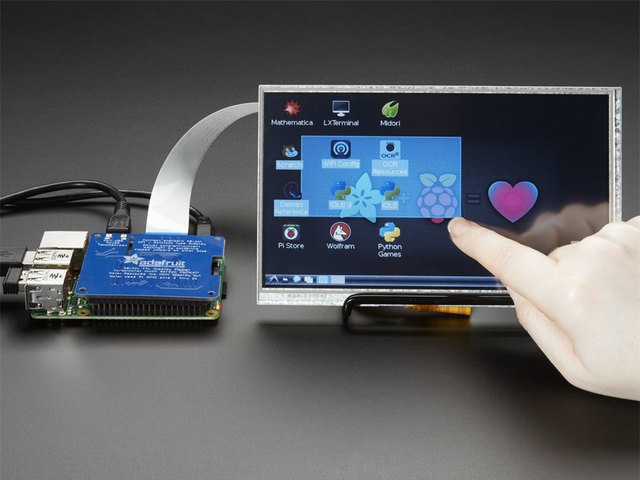 Mathematica
LXTerminal
Midori
Scratch
WiFi Config
OCR
Resources
Debian
Reference
IDLE 3
IDLE
Pi Store
Wolfram
Python
Games
adafruit